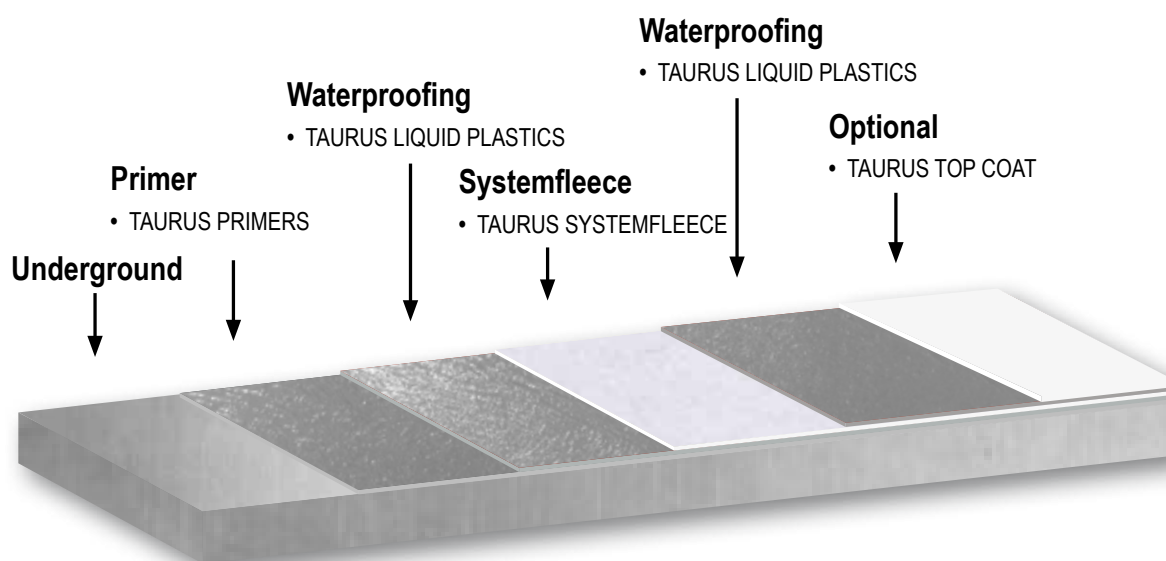 Underground
Primer
• TAURUS PRIMERS
Waterproofing
• TAURUS LIQUID PLASTICS
Systemfleece
• TAURUS SYSTEMFLEECE
Waterproofing
• TAURUS LIQUID PLASTICS
Optional
• TAURUS TOP COAT